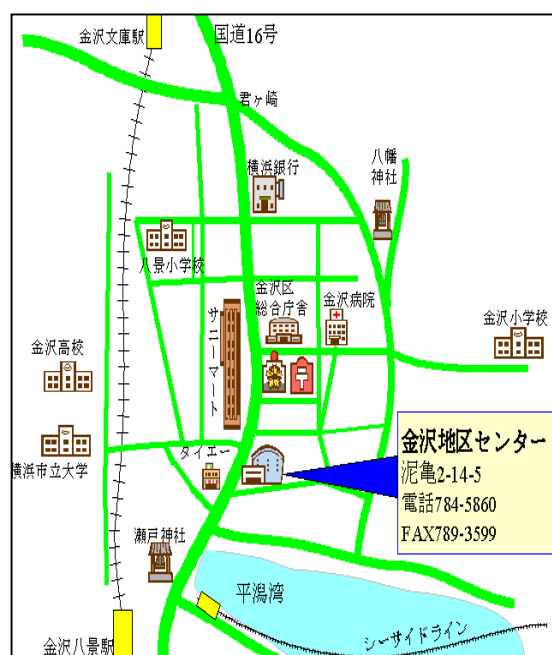 金沢文庫駅
国道16号
君ヶ崎
横浜銀行
八幡
神社
八景小学校
金沢区
総合庁舎
金沢病院
金沢小学校
サニーマート
金沢高校
横浜市立大学
ダイエー
金沢地区センター
泥亀2-14-5
電話784-5860
FAX789-3599
瀬戸神社
平潟湾
シーサイドライン
金沢八景駅